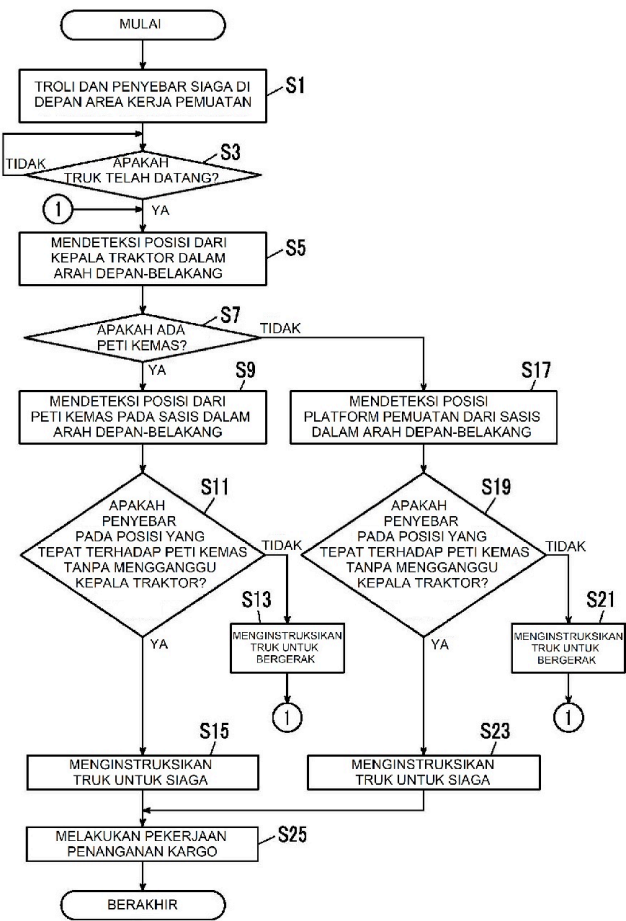 MULAI
TROLI DAN PENYEBAR SIAGA DI
DEPAN AREA KERJA PEMUATAN
S1
S3
TIDAK
APAKAH
TRUK TELAH DATANG?
1
YA
MENDETEKSI POSISI DARI
KEPALA TRAKTOR DALAM
ARAH DEPAN-BELAKANG
S5
S7
APAKAH ADA
PETI KEMAS?
TIDAK
YA
S9
MENDETEKSI POSISI DARI
PETI KEMAS PADA SASIS DALAM
ARAH DEPAN-BELAKANG
S17
MENDETEKSI POSISI
PLATFORM PEMUATAN DARI SASIS
DALAM ARAH DEPAN-BELAKANG
S11
APAKAH
PENYEBAR
PADA POSISI YANG
TEPAT TERHADAP PETI KEMAS
TANPA MENGGANGGU
KEPALA TRAKTOR?
TIDAK
S19
APAKAH
PENYEBAR
PADA POSISI YANG
TEPAT TERHADAP PETI KEMAS
TANPA MENGGANGGU
KEPALA TRAKTOR?
TIDAK
S13
MENGINSTRUKSIKAN
TRUK UNTUK
BERGERAK
1
YA
S21
MENGINSTRUKSIKAN
TRUK UNTUK
BERGERAK
1
YA
S15
MENGINSTRUKSIKAN
TRUK UNTUK SIAGA
S23
MENGINSTRUKSIKAN
TRUK UNTUK SIAGA
S25
MELAKUKAN PEKERJAAN
PENANGANAN KARGO
BERAKHIR